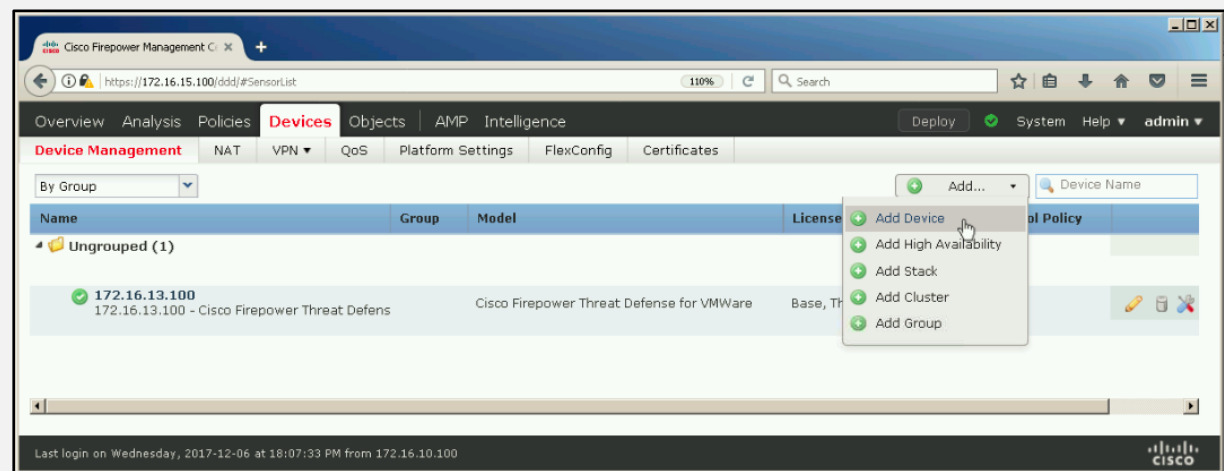 Cisco Firepower Management C
https://172.16.15.100/ddd/#SensorList 110% Search
Overview Analysis Policies Devices Objects AMP Intelligence Deploy System Help admin
Device Management NAT VPN QoS Platform Settings FlexConfig Certificates
By Group Add... Device Name
Name Group Model License ol Policy
Add Device
Add High Availability
Add Stack
Add Cluster
Add Group
Ungrouped (1)
172.16.13.100
172.16.13.100 - Cisco Firepower Threat Defens Cisco Firepower Threat Defense for VMWare Base, Th
Last login on Wednesday, 2017-12-06 at 18:07:33 PM from 172.16.10.100
CISCO